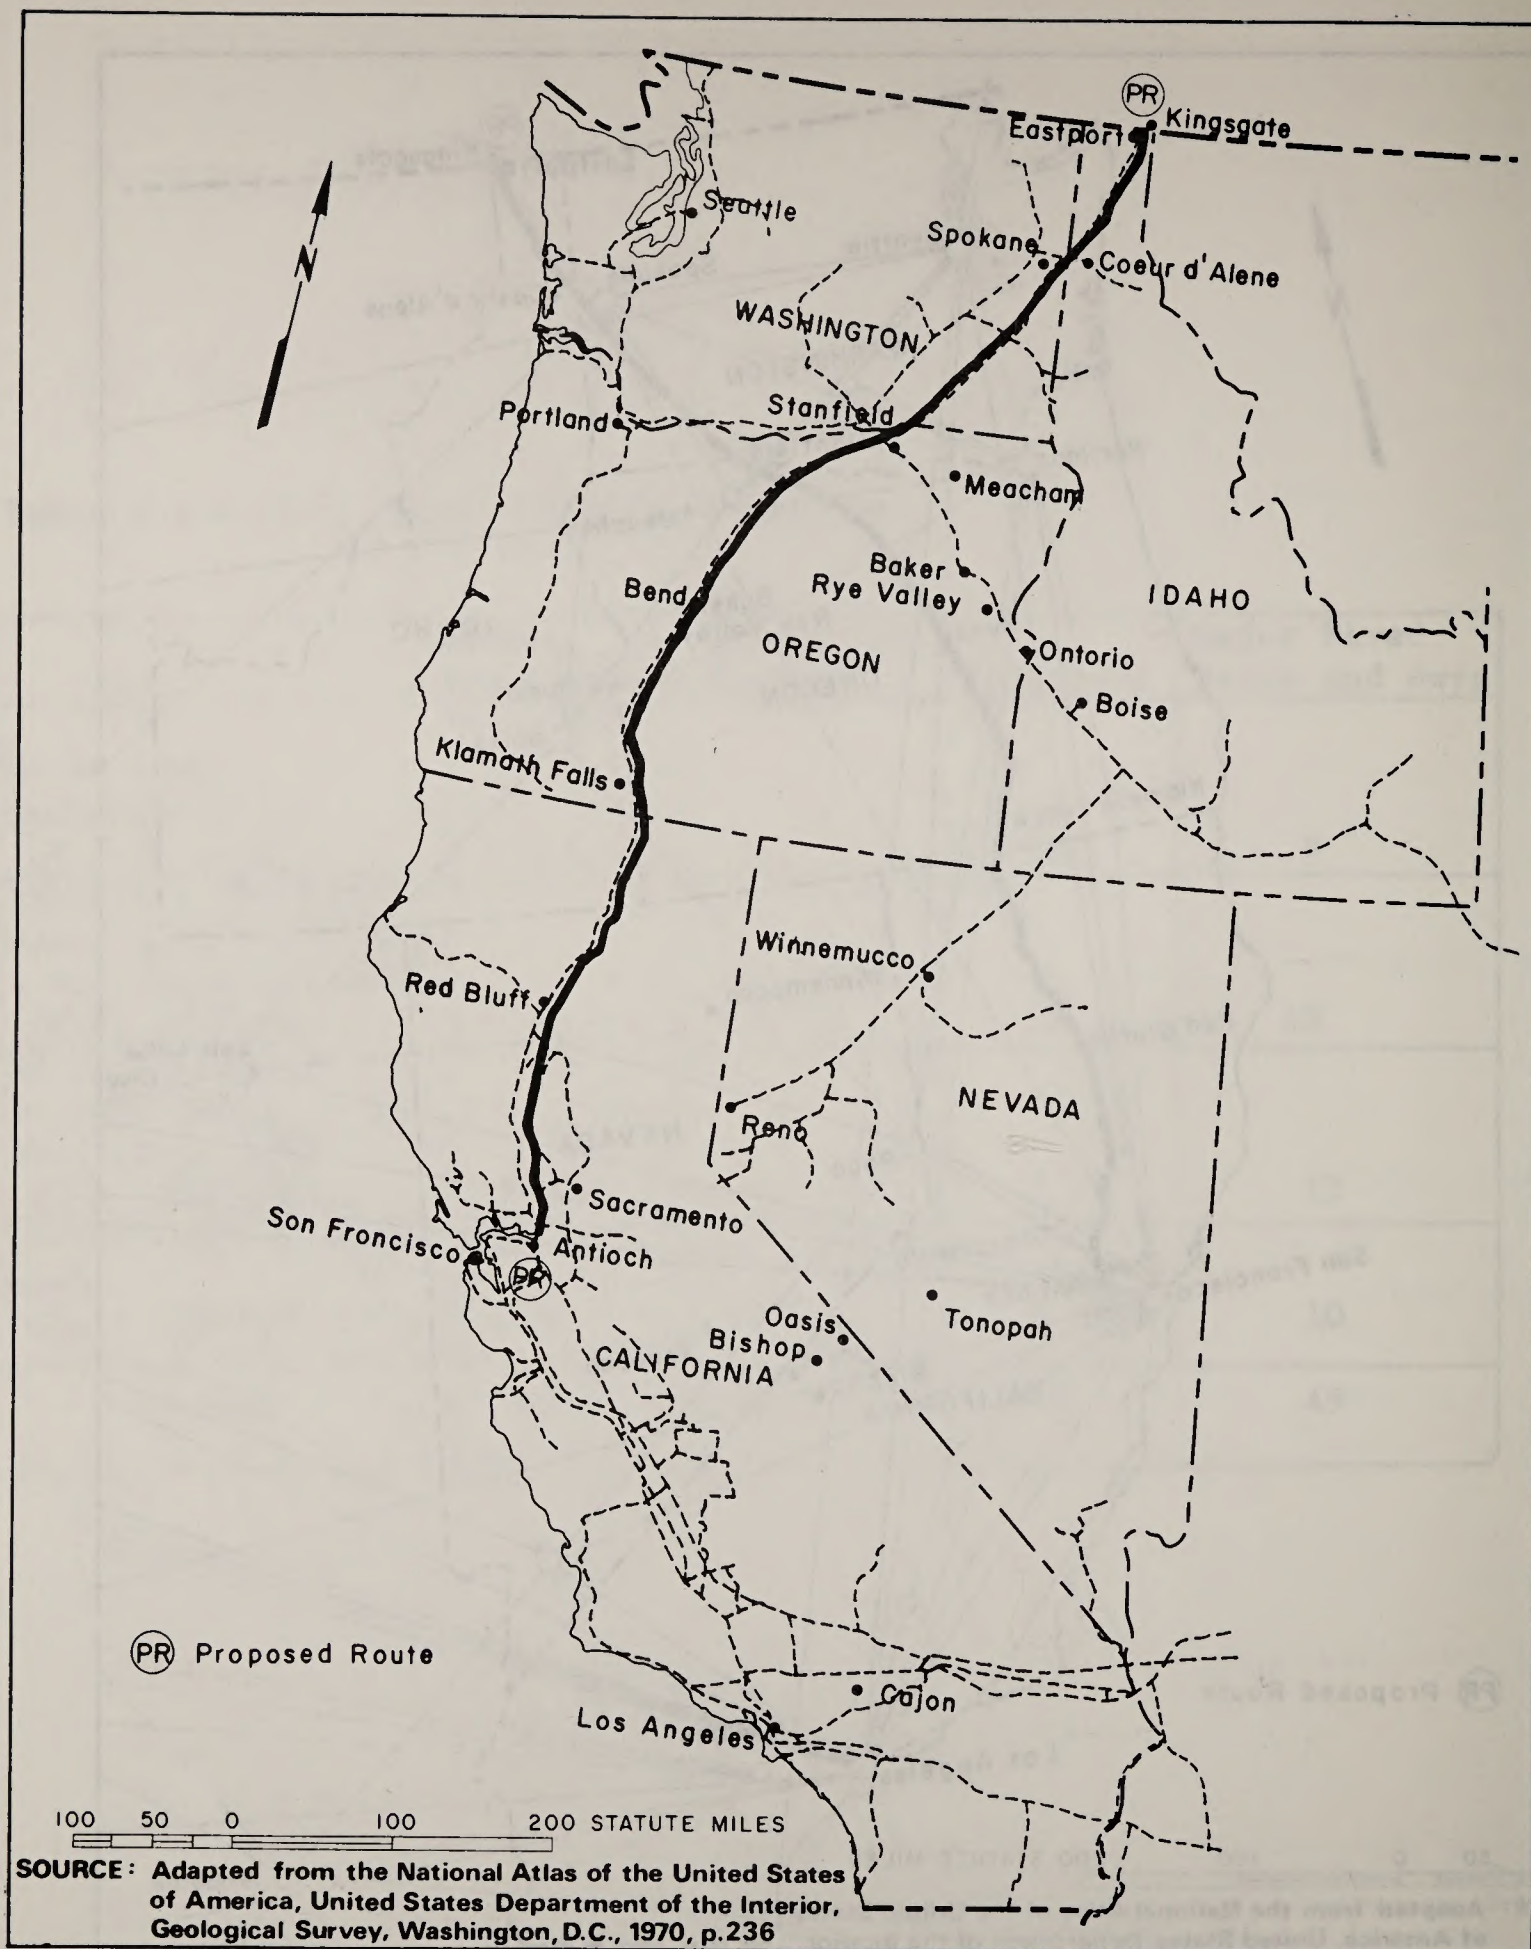 PR
Kingsgate
Eastport
N
Seattle
Spokane
Coeur d'Alene
WASHINGTON
Stanfield
Portland
Meacham
Baker
Rye Valley
IDAHO
Bend
OREGON
Ontario
Boise
Klamath Falls
Winnemucco
Red Bluff
NEVADA
Reno
Sacramento
Son Froncisco
Antioch
PR
Oasis
Tonopah
Bishop
CALIFORNIA
PR Proposed Route
Cajon
Los Angeles
100 50 0 100 200 STATUTE MILES
SOURCE: Adapted from the National Atlas of the United States
of America, United States Department of the Interior,
Geological Survey, Washington, D.C., 1970, p.236